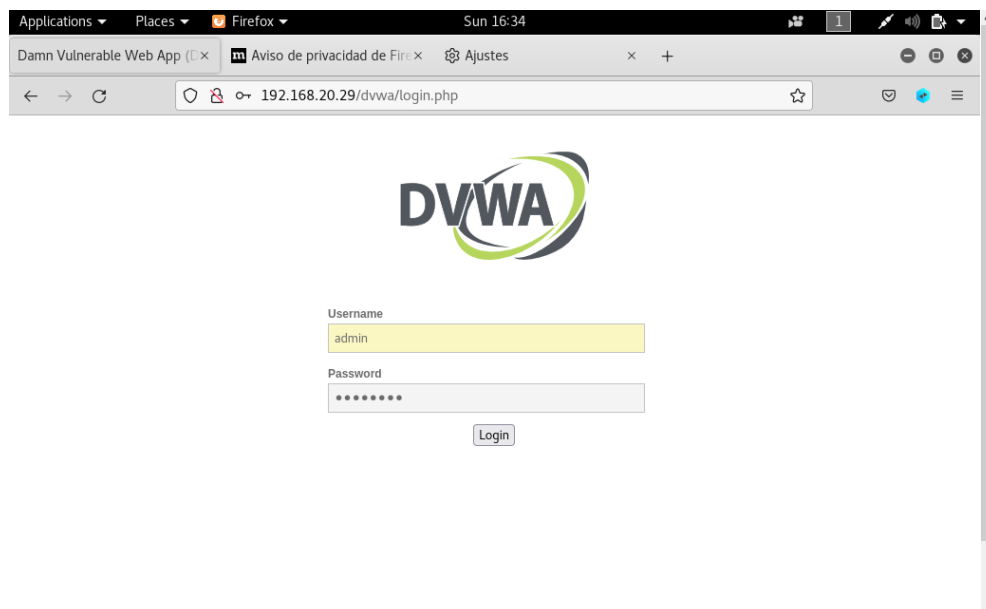 Applications Places Firefox Sun 16:34 1
Damn Vulnerable Web App (D Aviso de privacidad de Fire Ajustes
192.168.20.29/dvwa/login.php
DVWA
Username
admin
Password
••••••••
Login